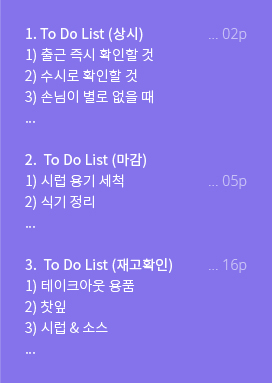 1. To Do List (상시) ... 02p
1) 출근 즉시 확인할 것
2) 수시로 확인할 것
3) 손님이 별로 없을 때
...
2. To Do List (마감)
1) 시럽 용기 세척 ... 05p
2) 식기 정리
...
3. To Do List (재고확인) ... 16p
1) 테이크아웃 용품
2) 찻잎
3) 시럽 & 소스
...